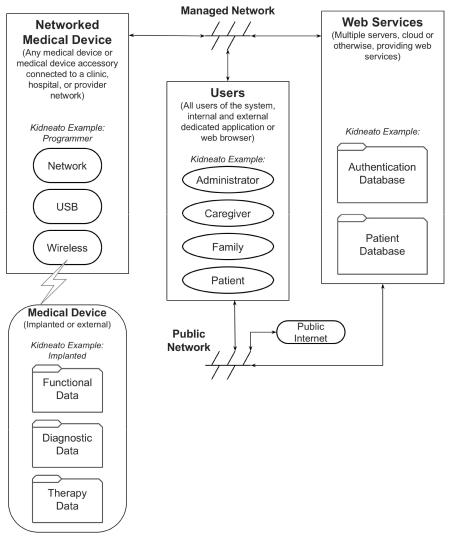 Managed Network
Networked
Medical Device
(Any medical device or
medical device accessory
connected to a clinic,
hospital, or provider
network)
Kidneato Example:
Programmer
Network
USB
Wireless
Users
(All users of the system,
internal and external
dedicated application or
web browser)
Kidneato Example:
Administrator
Caregiver
Family
Patient
Web Services
(Multiple servers, cloud or
otherwise, providing web
services)
Kidneato Example:
Authentication
Database
Patient
Database
Medical Device
(Implanted or external)
Kidneato Example:
Implanted
Functional
Data
Diagnostic
Data
Therapy
Data
Public
Network
Public
Internet